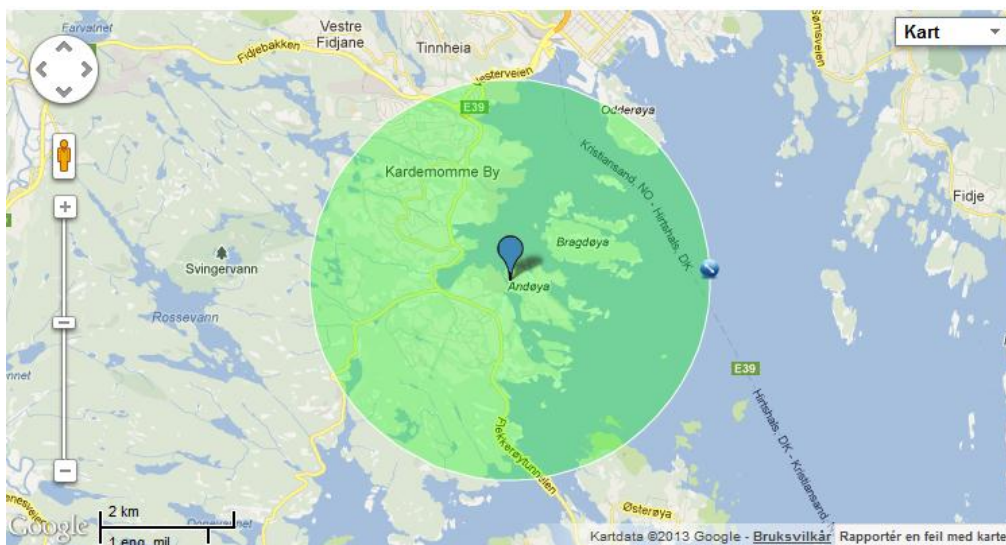 Farvatnet
Fidjebakken
Vestre
Fidjane
Tinnheia
Vesterveien
E39
Odderøya
Sømsveien
Kart
Kardemomme By
Kristiansand, NO - Hirtshals, DK
Fidje
Bragdøya
Andøya
Svingervann
Rossevann
E39
Hirtshals, DK - Kristiansand, N
Flekkerøytunnelen
Østerøya
2 km
1 eng. mil
Google
Kartdata ©2013 Google - Bruksvilkår
Rapportér en feil med karte